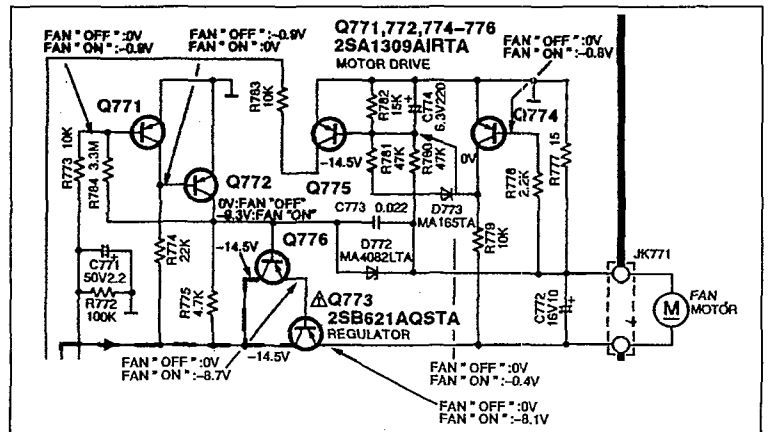 FAN "OFF":0V
FAN "ON":-0.9V
FAN "OFF":-0.9V
FAN "ON":0V
Q771,772,774-776
2SA1309AIRTA
MOTOR DRIVE
FAN "OFF":0V
FAN "ON":-0.8V
Q771
R783
10K
R782
15K
C774
6.3V220
Q774
R773 10K
R784 3.3M
Q772
-14.5V
Q775
R781
47K
R780
47K
0V
R778
2.2K
R777 15
0V:FAN "OFF"
-9.3V:FAN "ON"
C773 0.022
D773
MA165TA
Q776
D772
MA4082LTA
R779
10K
JK771
-14.5V
R774
22K
C771
50V2.2
R772
100K
R775
4.7K
⚠Q773
2SB621AQSTA
REGULATOR
C772
16V10
M
FAN
MOTOR
-14.5V
FAN "OFF":0V
FAN "ON":-8.7V
FAN "OFF":0V
FAN "ON":-0.4V
FAN "OFF":0V
FAN "ON":-8.1V